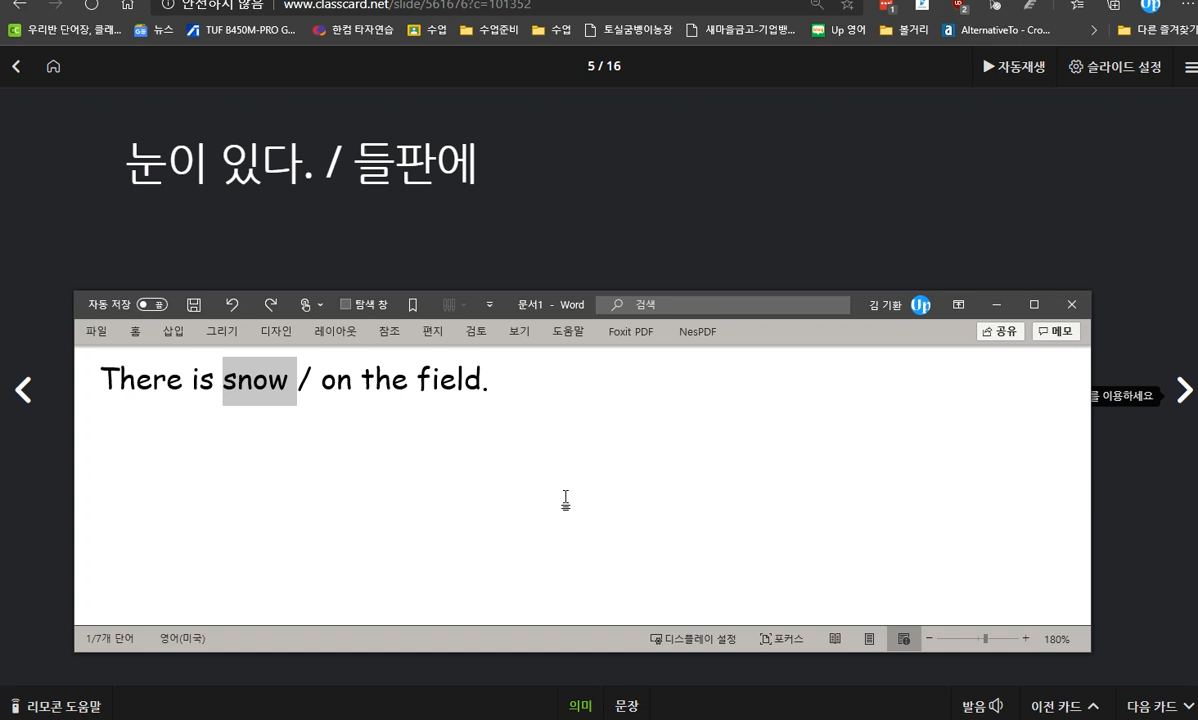 안전하지 않음 | www.classcard.net/slide/561676?c=101352
우리반 단어장, 클래... 뉴스 TUF B450M-PRO G... 한컴 타자연습 수업 수업준비 수업 토실굼벵이농장 새마을금고-기업뱅... Up 영어 볼거리 AlternativeTo - Cro... 다른 즐겨찾기
5 / 16 자동재생 슬라이드 설정
눈이 있다. / 들판에
자동 저장 끔 탐색 창 문서1 - Word 검색 김 기환 Up
파일 홈 삽입 그리기 디자인 레이아웃 참조 편지 검토 보기 도움말 Foxit PDF NesPDF 공유 메모
There is snow / on the field.
를 이용하세요
1/7개 단어 영어(미국) 디스플레이 설정 포커스 180%
리모콘 도움말 의미 문장 발음 이전 카드 다음 카드